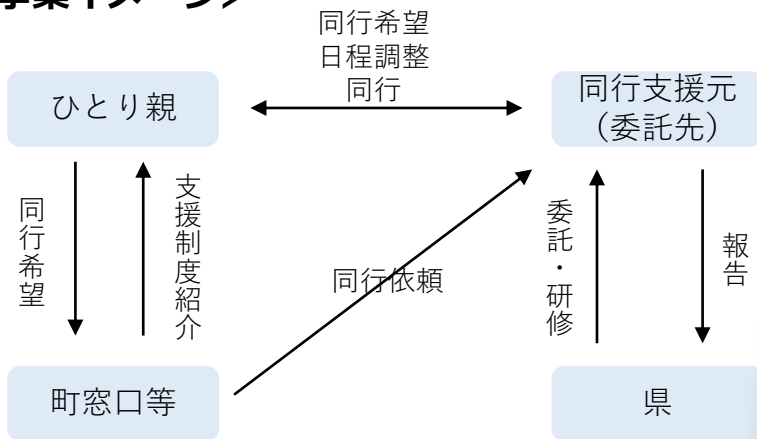 事業イメージ＞
同行希望
日程調整
同行
ひとり親
同行支援元
（委託先）
同行希望
支援制度紹介
同行依頼
委託・研修
報告
町窓口等
県